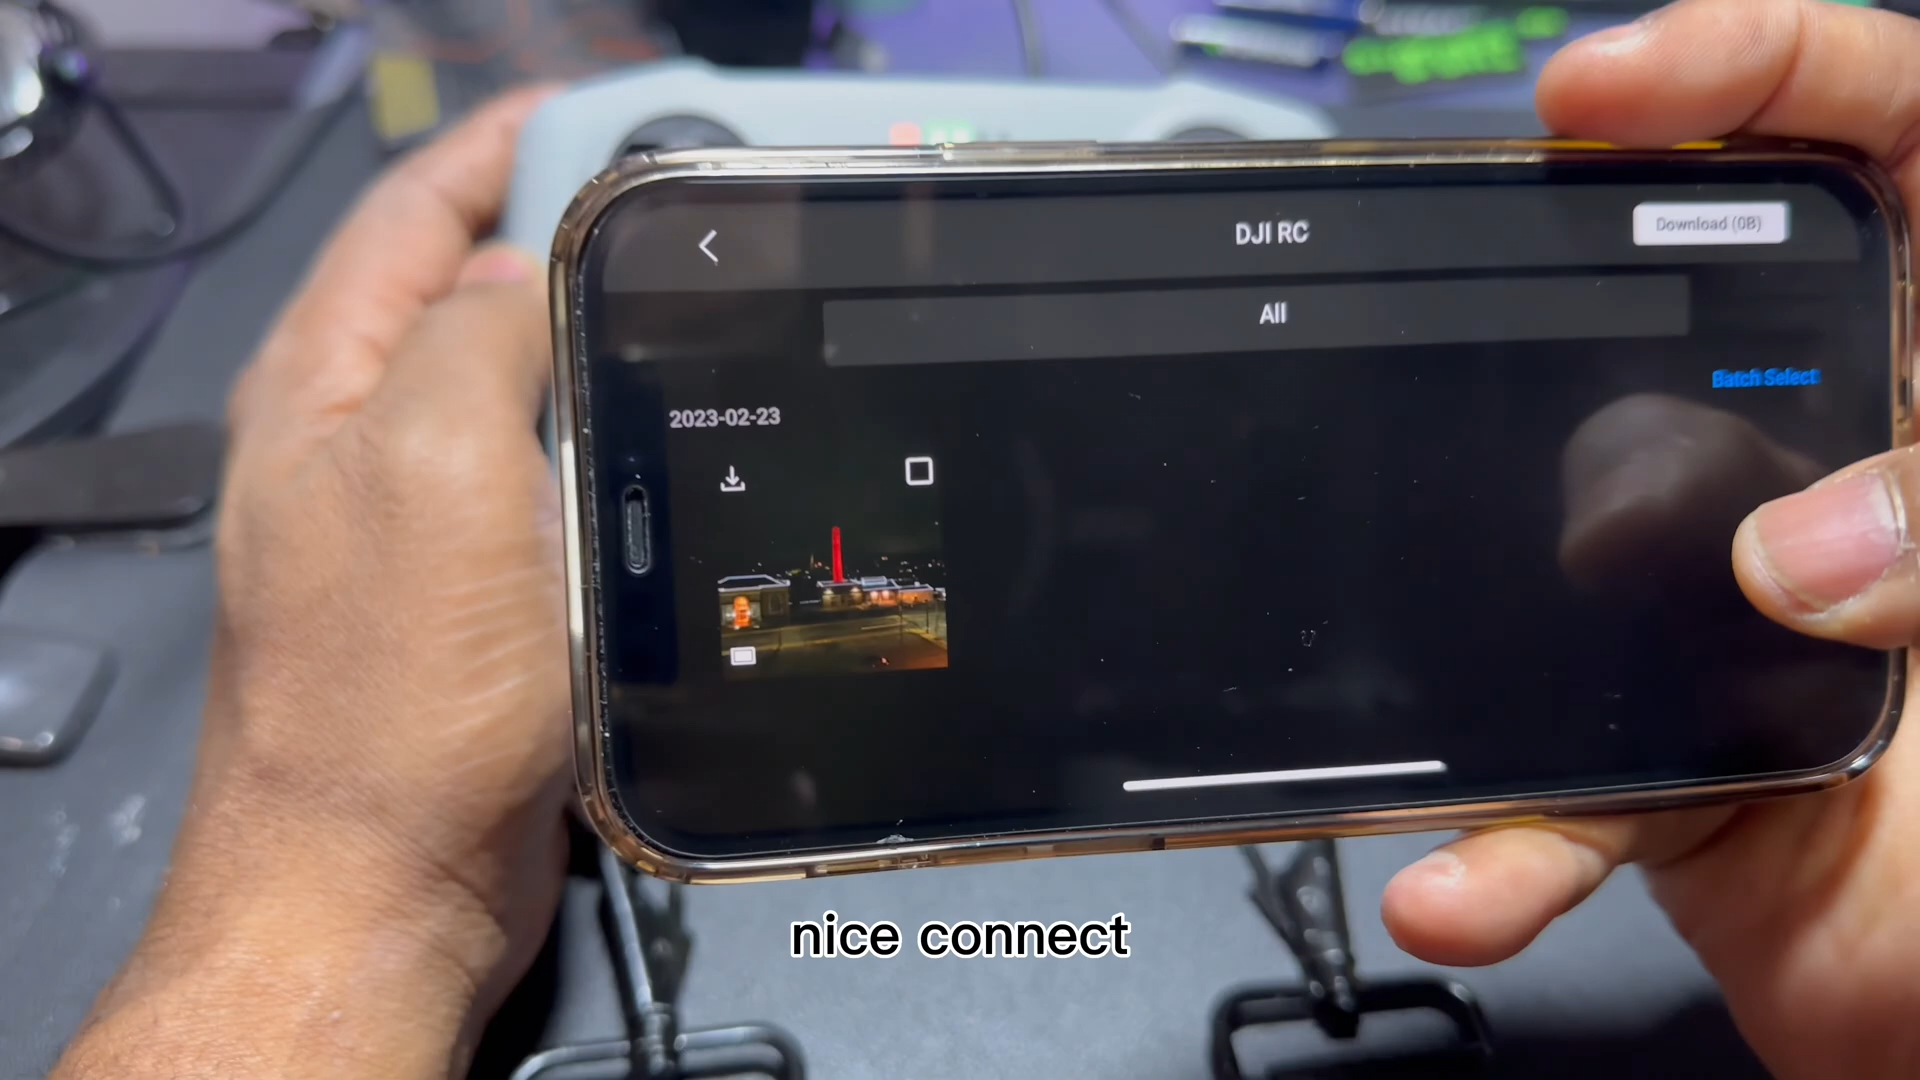 DJI RC
Download (0B)
All
Batch Select
2023-02-23
nice connect